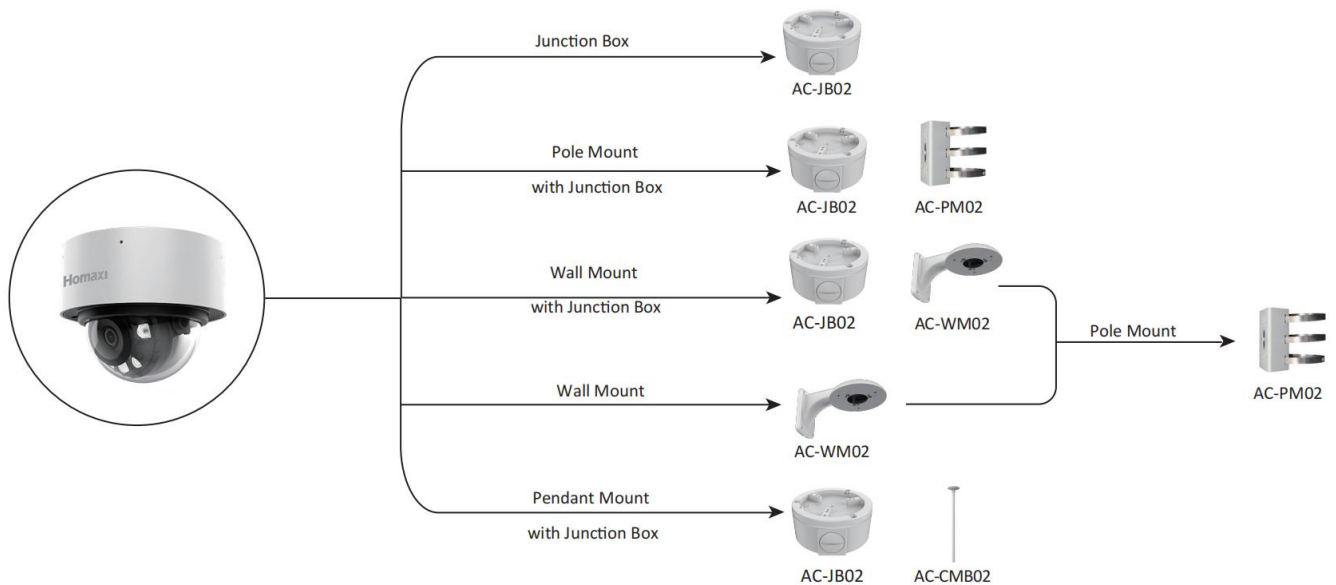 Junction Box
AC-JB02
Pole Mount
with Junction Box
AC-JB02
AC-PM02
Homaxi
Wall Mount
with Junction Box
AC-JB02
AC-WM02
Pole Mount
AC-PM02
Wall Mount
AC-WM02
Pendant Mount
with Junction Box
AC-JB02
AC-CMB02